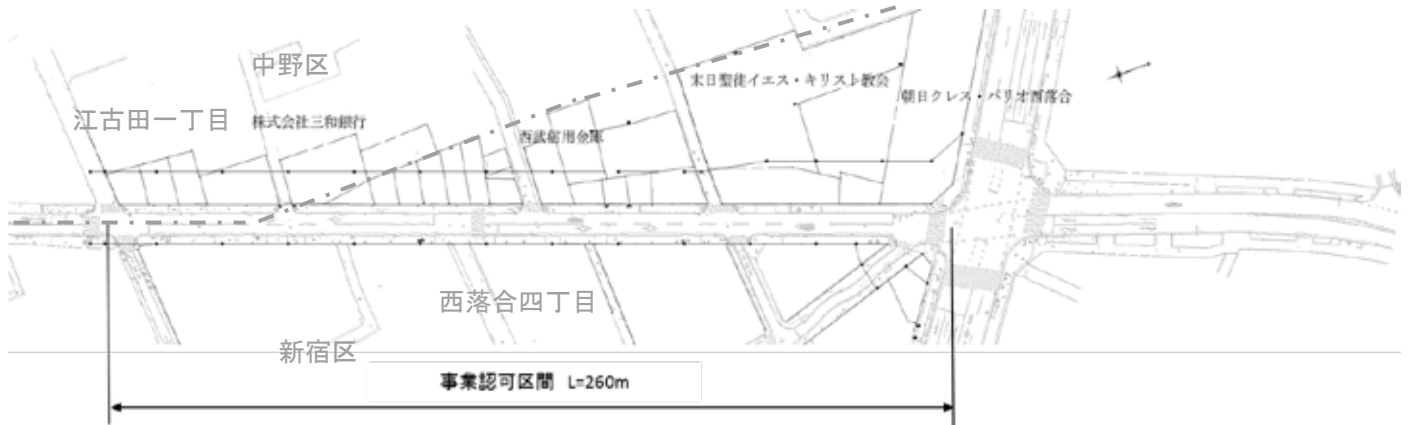 中野区
末日聖徒イエス・キリスト教会
朝日クレス・パリオ西落合
江古田一丁目
株式会社三和銀行
西武信用金庫
西落合四丁目
新宿区
事業認可区間 L=260m